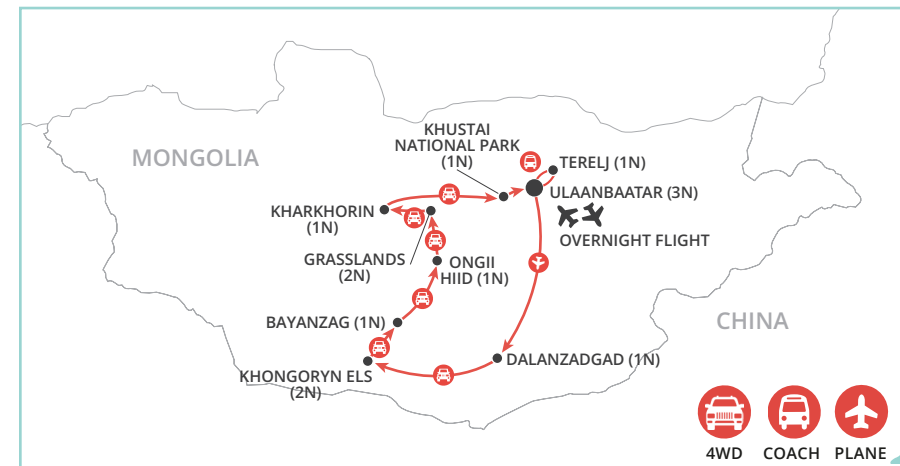 MONGOLIA
KHUSTAI
NATIONAL PARK
(1N)
TERELJ (1N)
ULAANBAATAR (3N)
OVERNIGHT FLIGHT
KHARKHORIN
(1N)
GRASSLANDS
(2N)
ONGII
HIID (1N)
BAYANZAG (1N)
CHINA
DALANZADGAD (1N)
KHONGORYN ELS
(2N)
4WD
COACH
PLANE